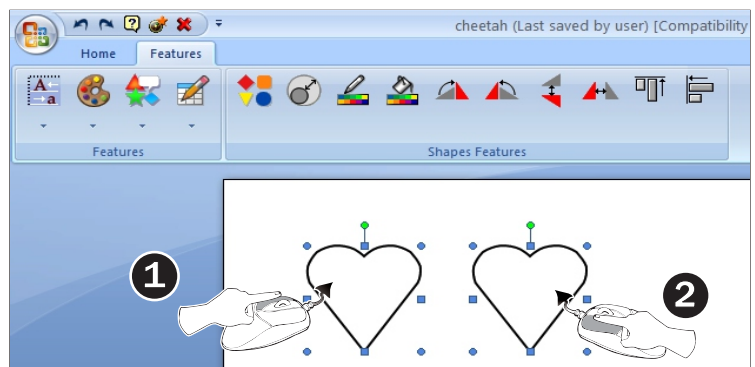 cheetah (Last saved by user) [Compatibility
Home Features
A
a
Features
Shapes Features
1
2